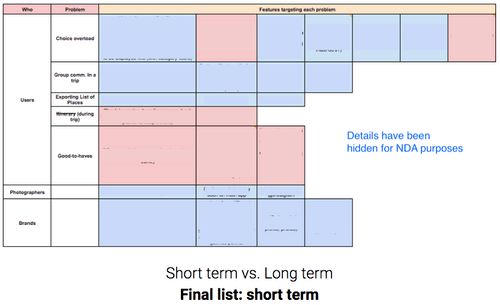 Who Problem Features targeting each problem
Choice overload
Group comm. in a
trip
Users
Exporting List of
Places
Itinerary (during
trip)
Good-to-haves
Details have been
hidden for NDA purposes
Photographers
Brands
Short term vs. Long term
Final list: short term